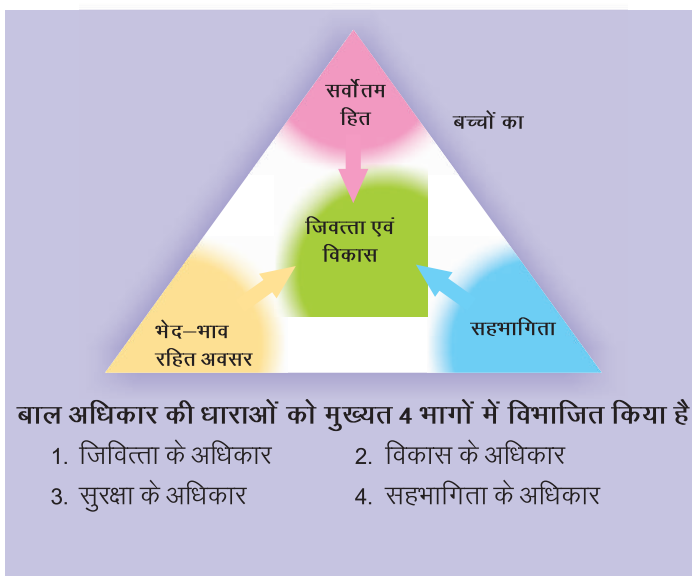 सर्वोतम
हित
बच्चों का
जिवत्ता एवं
विकास
भेद–भाव
रहित अवसर
सहभागिता
बाल अधिकार की धाराओं को मुख्यत 4 भागों में विभाजित किया है
1. जिवित्ता के अधिकार 2. विकास के अधिकार
3. सुरक्षा के अधिकार 4. सहभागिता के अधिकार